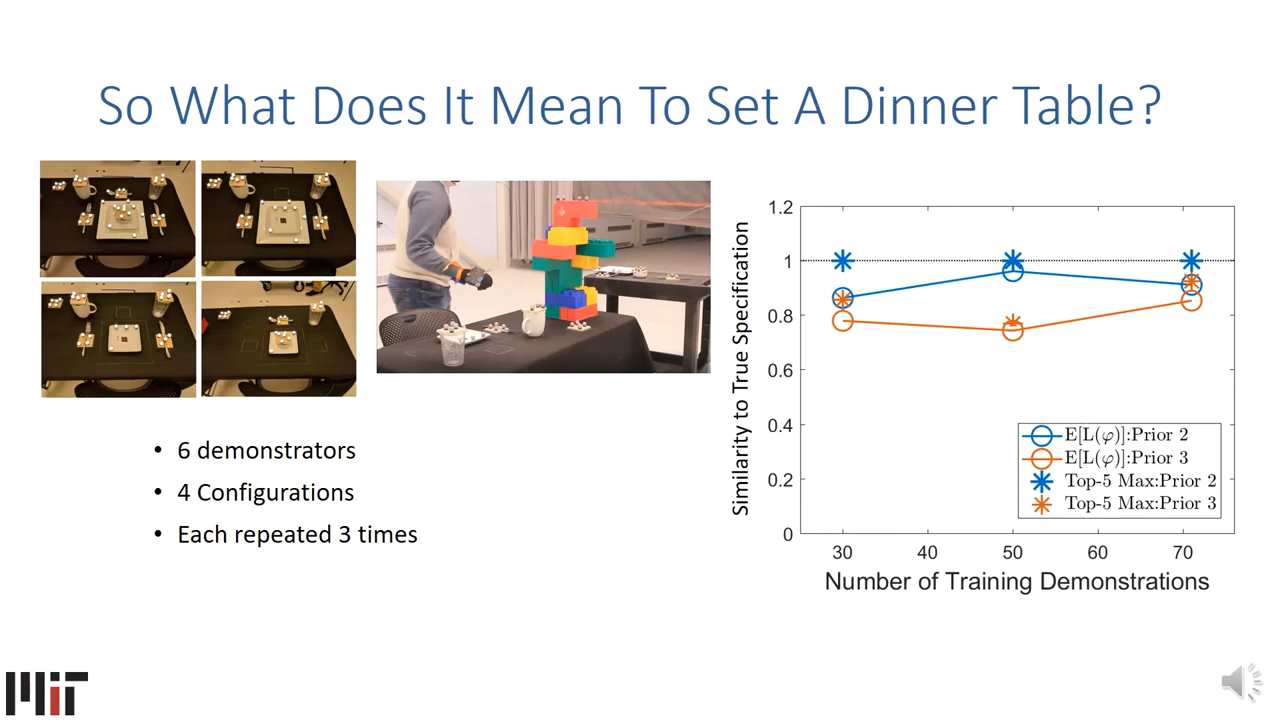 So What Does It Mean To Set A Dinner Table?
• 6 demonstrators
• 4 Configurations
• Each repeated 3 times
Similarity to True Specification
1.2
1
0.8
0.6
0.4
0.2
0
30 40 50 60 70
Number of Training Demonstrations
E[L(φ)]:Prior 2
E[L(φ)]:Prior 3
Top-5 Max:Prior 2
Top-5 Max:Prior 3
MIT